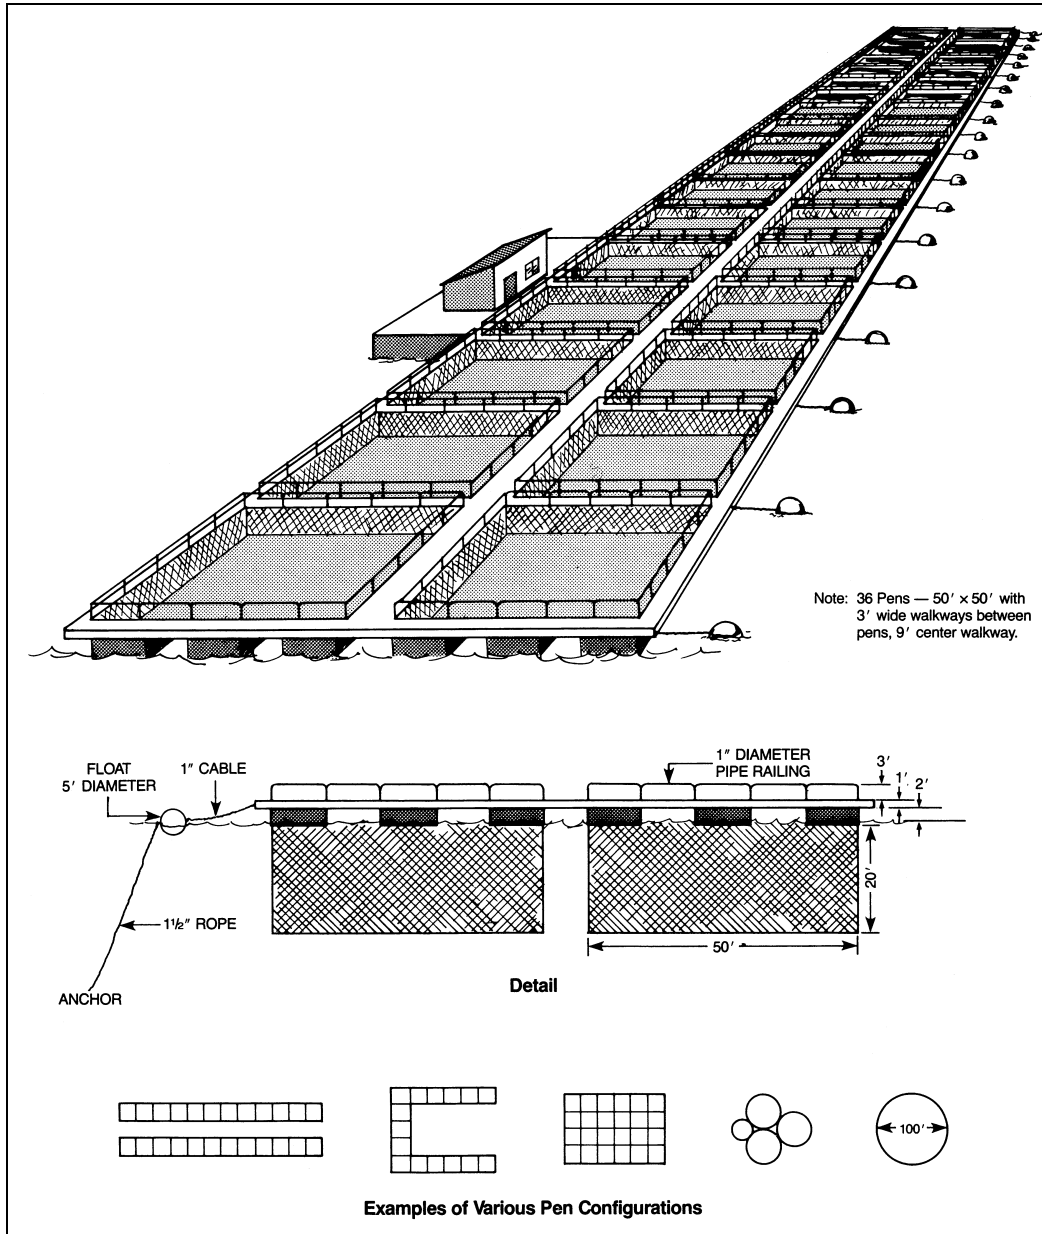 Note: 36 Pens — 50′ × 50′ with
3′ wide walkways between
pens, 9′ center walkway.
FLOAT
5′ DIAMETER
1″ CABLE
1″ DIAMETER
PIPE RAILING
3′
1′
2′
20′
1½″ ROPE
50′
ANCHOR
Detail
100′
Examples of Various Pen Configurations